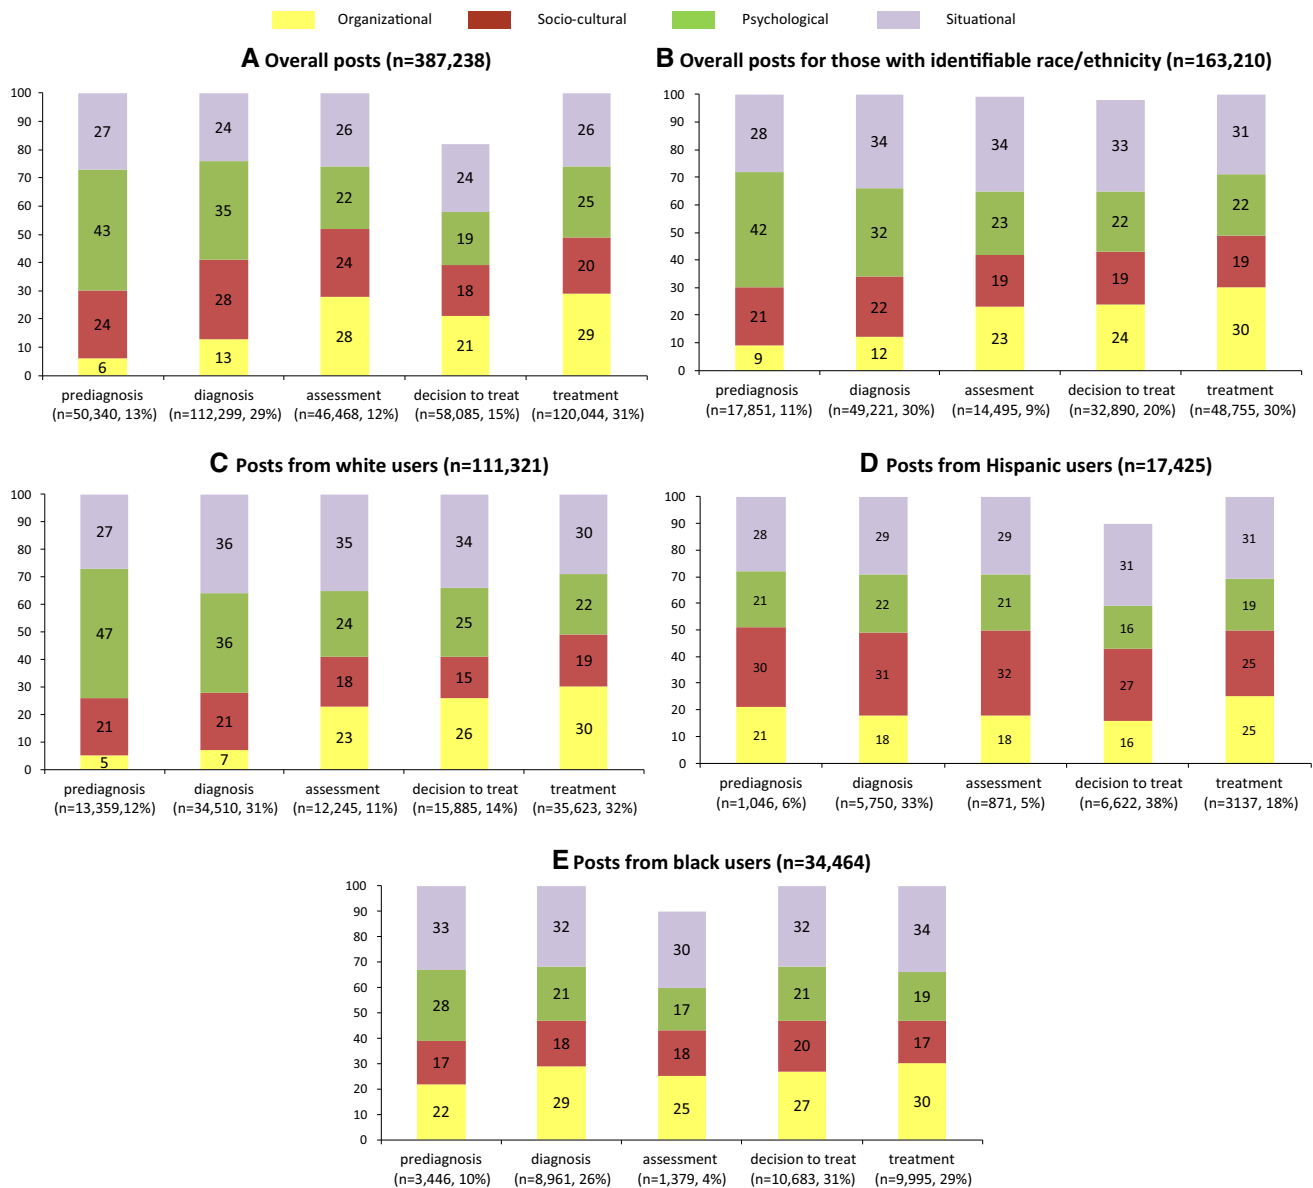 Organizational Socio-cultural Psychological Situational
A Overall posts (n=387,238)
100
90
80
70
60
50
40
30
20
10
0
27 24 26 24 26
43 35 22 19 25
24 28 24 18 20
6 13 28 21 29
prediagnosis diagnosis assessment decision to treat treatment
(n=50,340, 13%) (n=112,299, 29%) (n=46,468, 12%) (n=58,085, 15%) (n=120,044, 31%)
B Overall posts for those with identifiable race/ethnicity (n=163,210)
100
90
80
70
60
50
40
30
20
10
0
28 34 34 33 31
42 32 23 22 22
21 22 19 19 19
9 12 23 24 30
prediagnosis diagnosis assesment decision to treat treatment
(n=17,851, 11%) (n=49,221, 30%) (n=14,495, 9%) (n=32,890, 20%) (n=48,755, 30%)
C Posts from white users (n=111,321)
100
90
80
70
60
50
40
30
20
10
0
27 36 35 34 30
47 36 24 25 22
21 21 18 15 19
5 7 23 26 30
prediagnosis diagnosis assessment decision to treat treatment
(n=13,359,12%) (n=34,510, 31%) (n=12,245, 11%) (n=15,885, 14%) (n=35,623, 32%)
D Posts from Hispanic users (n=17,425)
100
90
80
70
60
50
40
30
20
10
0
28 29 29 31 31
21 22 21 16 19
30 31 32 27 25
21 18 18 16 25
prediagnosis diagnosis assessment decision to treat treatment
(n=1,046, 6%) (n=5,750, 33%) (n=871, 5%) (n=6,622, 38%) (n=3137, 18%)
E Posts from black users (n=34,464)
100
90
80
70
60
50
40
30
20
10
0
33 32 30 32 34
28 21 17 21 19
17 18 18 20 17
22 29 25 27 30
prediagnosis diagnosis assessment decision to treat treatment
(n=3,446, 10%) (n=8,961, 26%) (n=1,379, 4%) (n=10,683, 31%) (n=9,995, 29%)